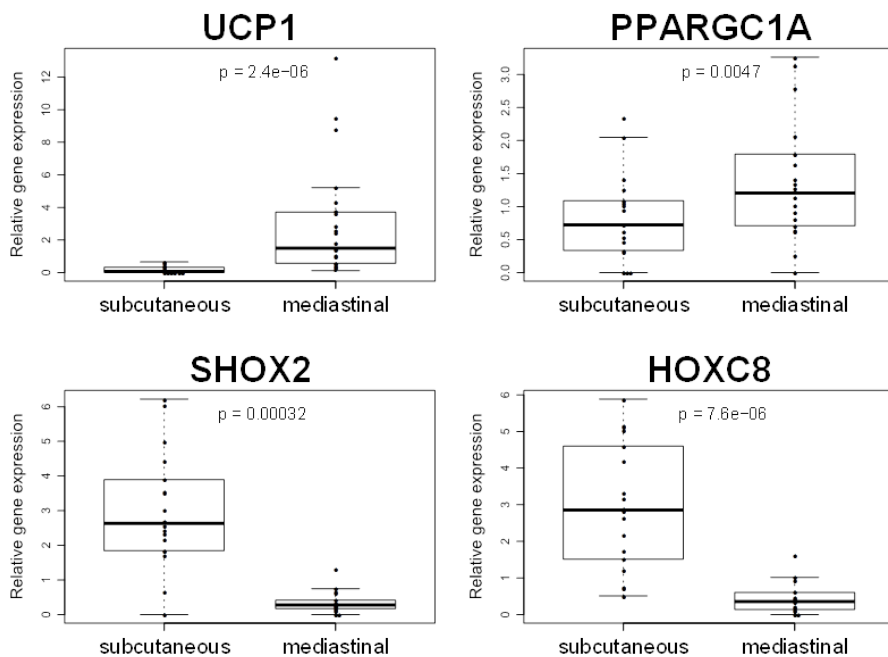 UCP1
p = 2.4e-06
Relative gene expression
0 2 4 6 8 10 12
subcutaneous mediastinal
PPARGC1A
p = 0.0047
Relative gene expression
0.0 0.5 1.0 1.5 2.0 2.5 3.0
subcutaneous mediastinal
SHOX2
p = 0.00032
Relative gene expression
0 1 2 3 4 5 6
subcutaneous mediastinal
HOXC8
p = 7.6e-06
Relative gene expression
0 1 2 3 4 5 6
subcutaneous mediastinal